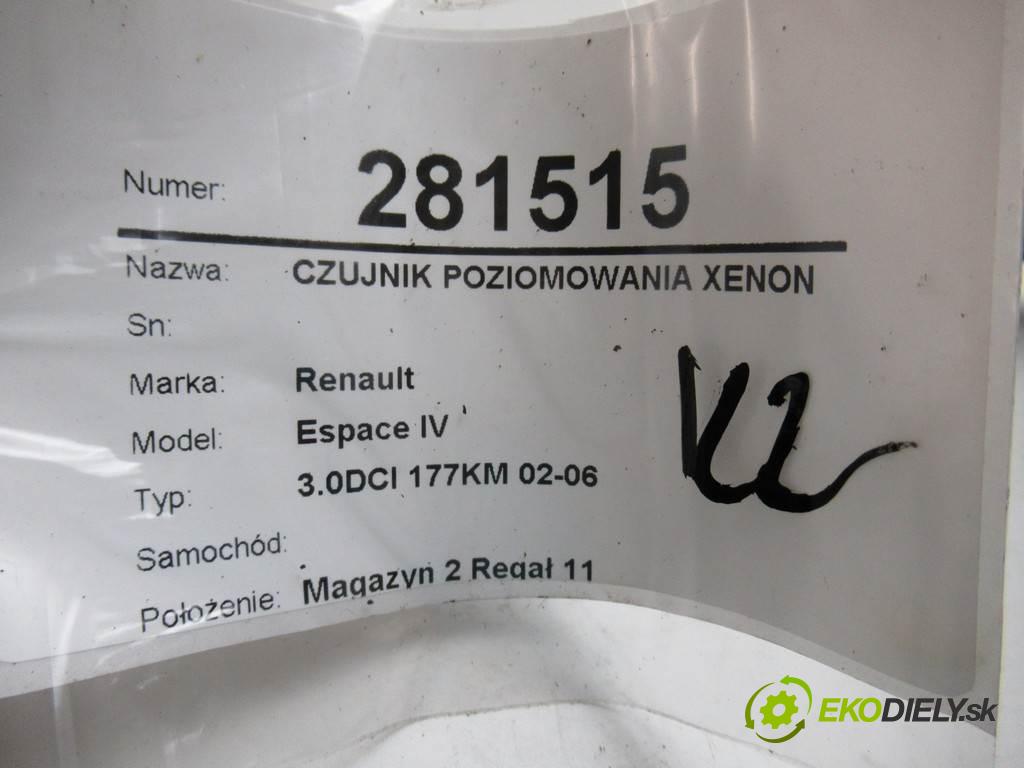 Numer: 281515
Nazwa: CZUJNIK POZIOMOWANIA XENON
Sn:
Marka: Renault
Model: Espace IV
Typ: 3.0DCI 177KM 02-06
Samochód: .
Położenie: Magazyn 2 Regał 11
EKODIELY.sk